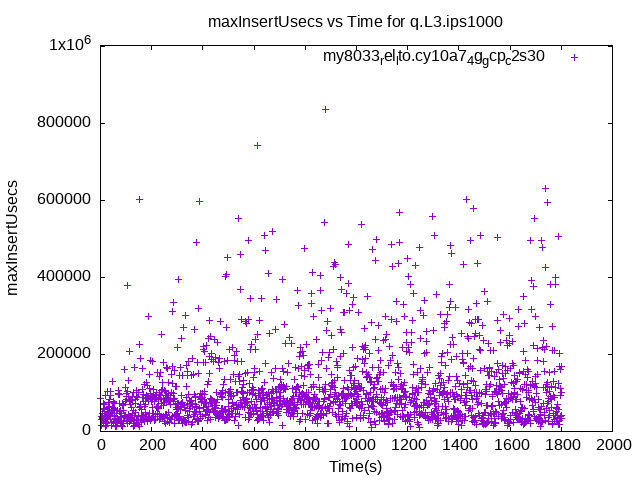 maxInsertUsecs vs Time for q.L3.ips1000
1x10^6
my8033_rel_lto.cy10a7_4g_gcp_c2s30
800000
600000
400000
200000
0
maxInsertUsecs
0 200 400 600 800 1000 1200 1400 1600 1800 2000
Time(s)